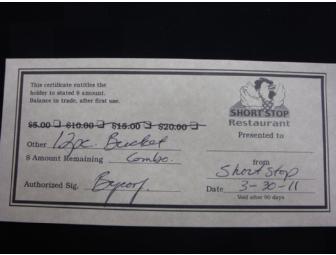 This certificate entitles the
holder to stated $ amount.
Balance in trade, after first use.
SHORT STOP
Restaurant
$5.00 $10.00 $15.00 $20.00
Presented to
Other 12pc. Bucket
$ Amount Remaining Combo.
from
Short Stop
Authorized Sig.
Date 3-30-11
Void after 90 days